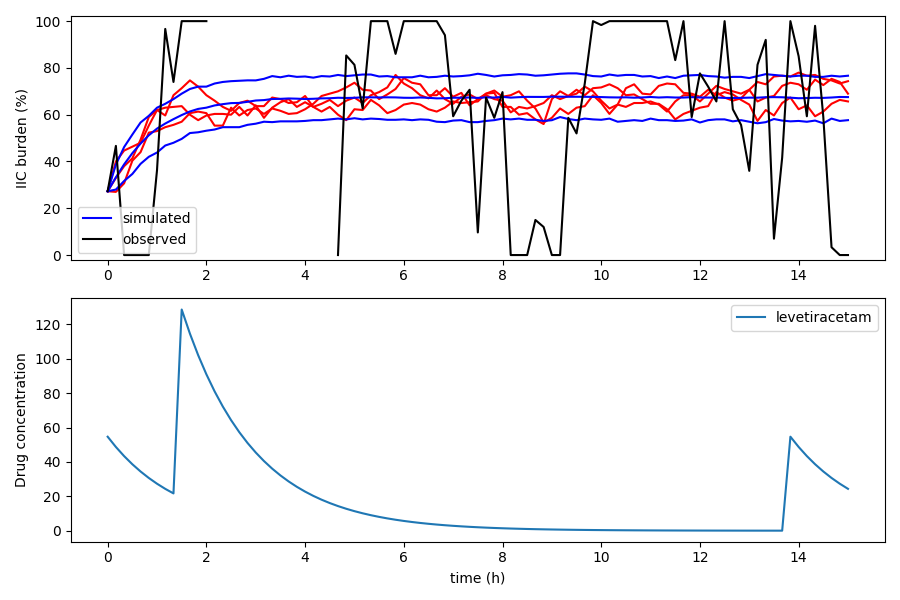 100
80
60
40
20
0
IIC burden (%)
simulated
observed
0 2 4 6 8 10 12 14
120
100
80
60
40
20
0
Drug concentration
levetiracetam
0 2 4 6 8 10 12 14
time (h)